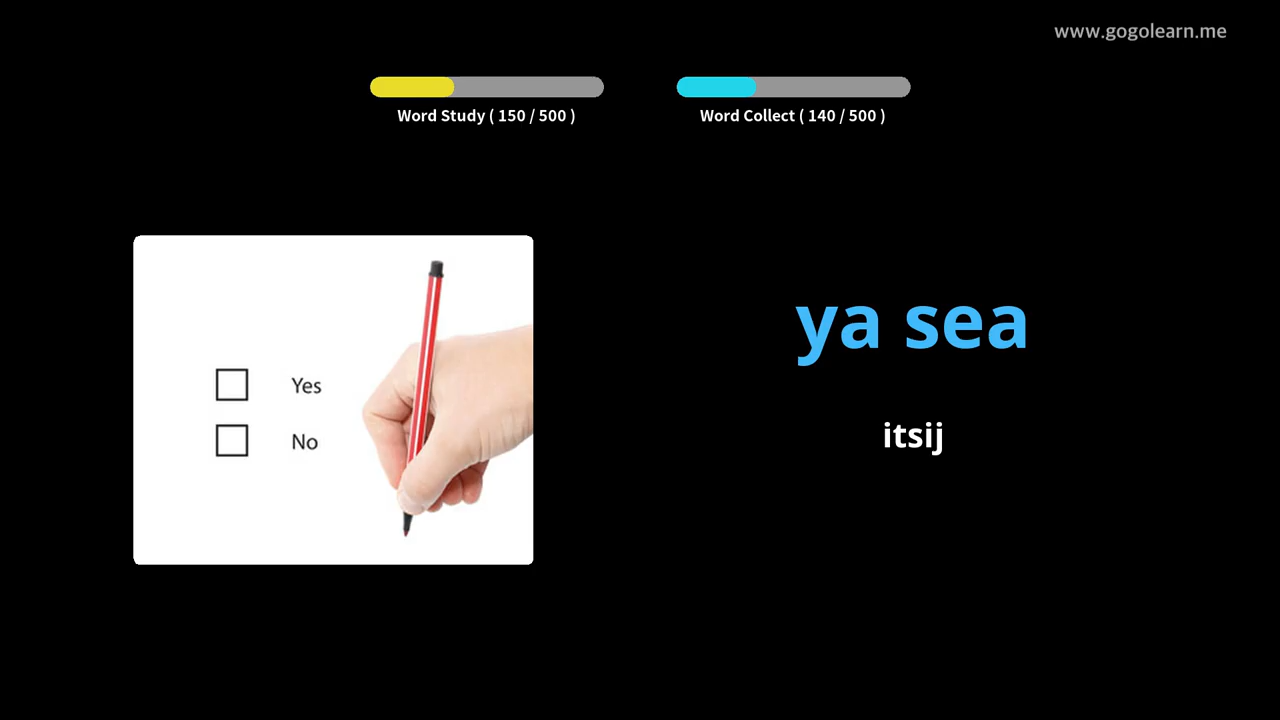 www.gogolearn.me
Word Study ( 150 / 500 )
Word Collect ( 140 / 500 )
Yes
No
ya sea
itsij